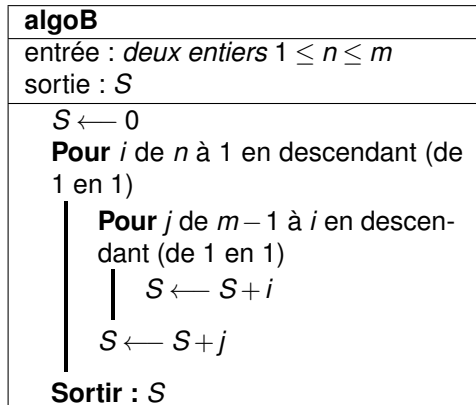 algoB
entrée : deux entiers 1 ≤ n ≤ m
sortie : S
S ⟵ 0
Pour i de n à 1 en descendant (de
1 en 1)
Pour j de m−1 à i en descen-
dant (de 1 en 1)
S ⟵ S+i
S ⟵ S+j
Sortir : S